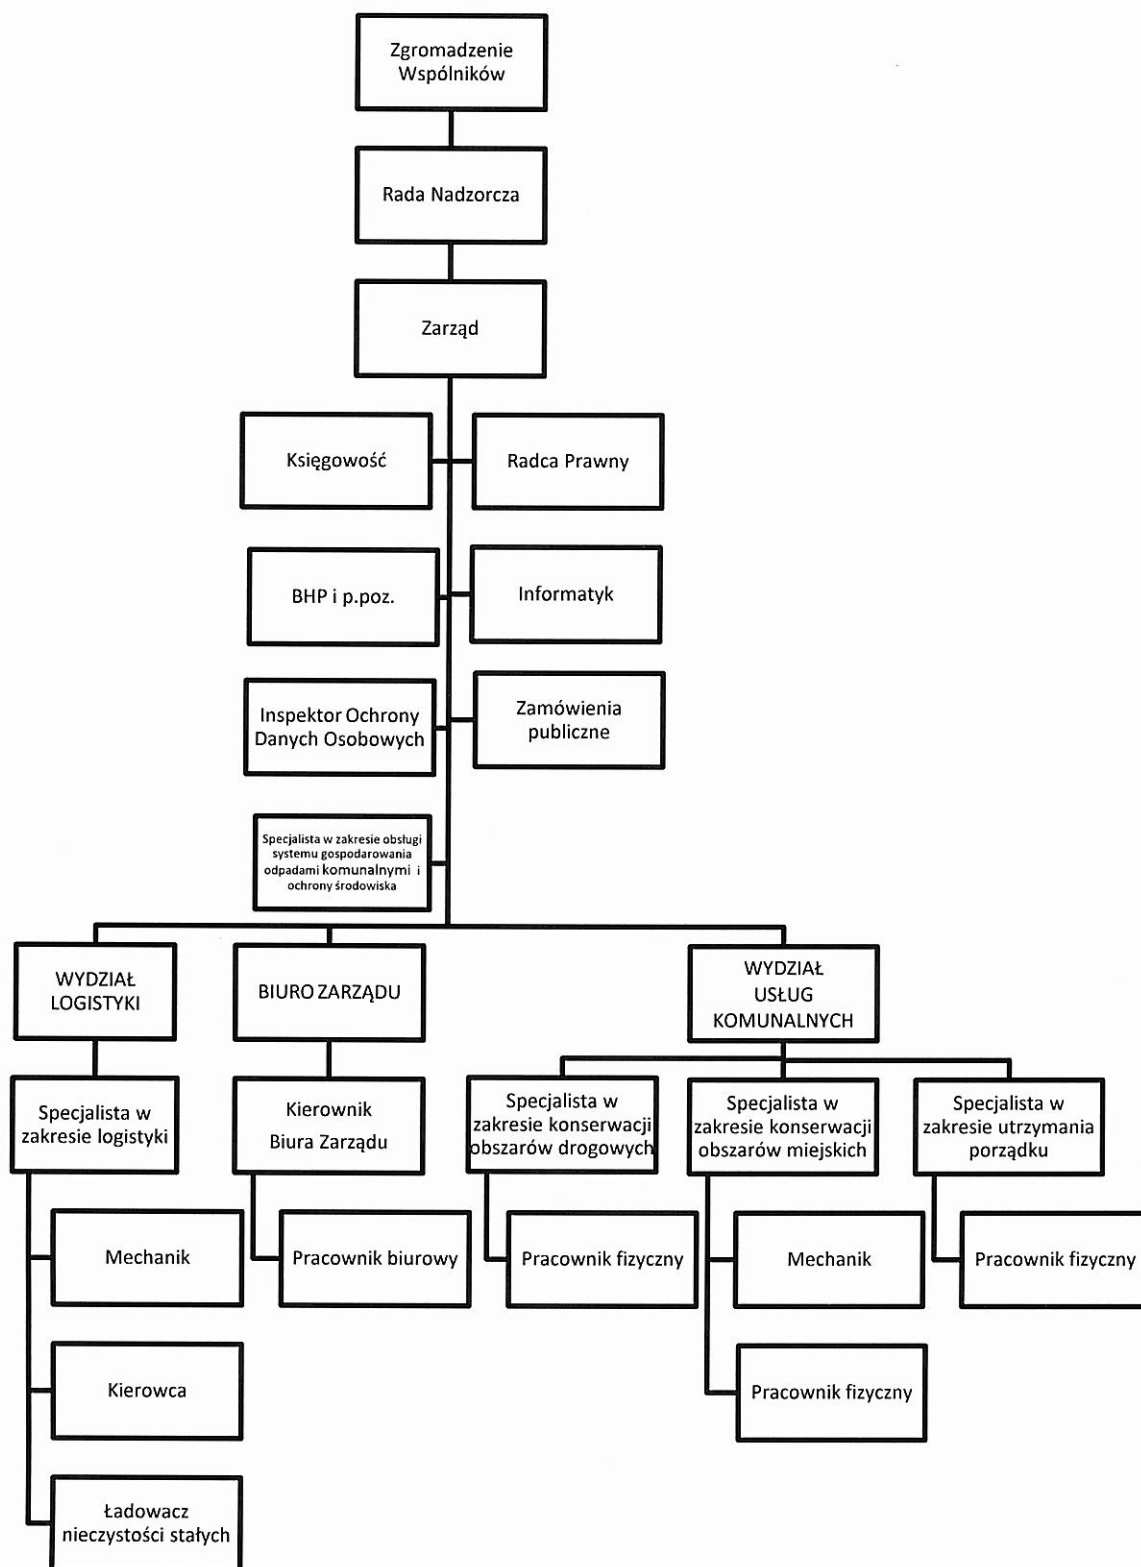 Zgromadzenie
Wspólników
Rada Nadzorcza
Zarząd
Księgowość
Radca Prawny
BHP i p.poz.
Informatyk
Inspektor Ochrony
Danych Osobowych
Zamówienia
publiczne
Specjalista w zakresie obsługi
systemu gospodarowania
odpadami komunalnymi i
ochrony środowiska
WYDZIAŁ
LOGISTYKI
BIURO ZARZĄDU
WYDZIAŁ
USŁUG
KOMUNALNYCH
Specjalista w
zakresie logistyki
Kierownik
Biura Zarządu
Specjalista w
zakresie konserwacji
obszarów drogowych
Specjalista w
zakresie konserwacji
obszarów miejskich
Specjalista w
zakresie utrzymania
porządku
Mechanik
Pracownik biurowy
Pracownik fizyczny
Mechanik
Pracownik fizyczny
Kierowca
Pracownik fizyczny
Ładowacz
nieczystości stałych